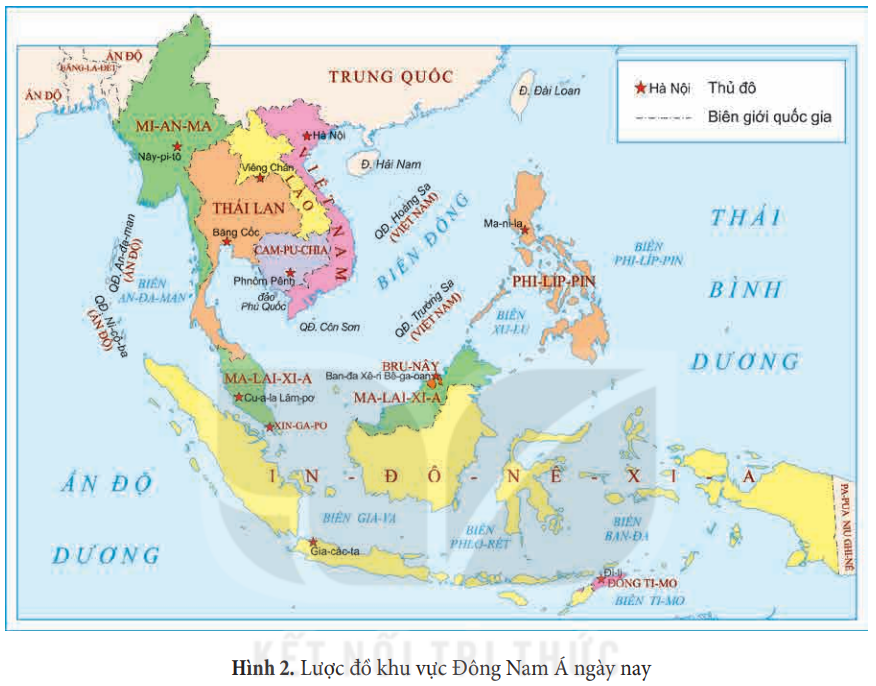 ẤN ĐỘ
BĂNG-LA-ĐÉT
ẤN ĐỘ
TRUNG QUỐC
Đ. Đài Loan
Hà Nội Thủ đô
Biên giới quốc gia
MI-AN-MA
Nây-pi-tô
Hà Nội
Đ. Hải Nam
Viêng Chăn
LÀO
VIỆT NAM
THÁI LAN
Băng Cốc
QĐ. Hoàng Sa
(VIỆT NAM)
BIỂN ĐÔNG
Ma-ni-la
THÁI
BÌNH
DƯƠNG
BIỂN
PHI-LÍP-PIN
CAM-PU-CHIA
Phnôm Pênh
đảo
Phú Quốc
QĐ. An-đa-man
(ẤN ĐỘ)
BIỂN
AN-ĐA-MAN
QĐ. Ni-cô-ba
(ẤN ĐỘ)
QĐ. Côn Sơn
QĐ. Trường Sa
(VIỆT NAM)
PHI-LÍP-PIN
BIỂN
XU-LU
BRU-NÂY
Ban-đa Xê-ri Bê-ga-oan
MA-LAI-XI-A
MA-LAI-XI-A
Cu-a-la Lăm-pơ
XIN-GA-PO
IN-ĐÔ-NÊ-XI-A
ẤN ĐỘ
DƯƠNG
BIỂN GIA-VA
BIỂN
PHLO-RÉT
BIỂN
BAN-ĐA
PA-PUA NIU GHI-NÊ
Gia-các-ta
Đi-li
ĐÔNG TI-MO
BIỂN TI-MO
KẾT NỐI TRI THỨC
Hình 2. Lược đồ khu vực Đông Nam Á ngày nay